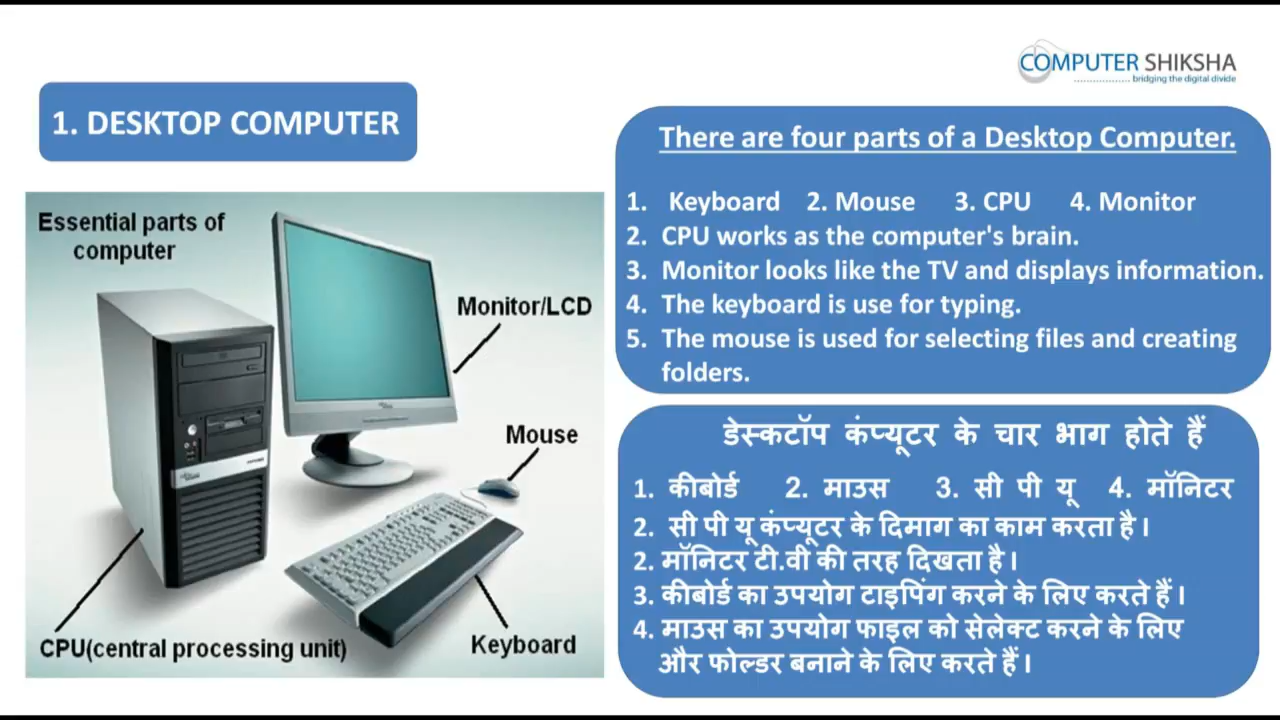 COMPUTER SHIKSHA
bridging the digital divide
1. DESKTOP COMPUTER
Essential parts of
computer
Monitor/LCD
Mouse
CPU(central processing unit)
Keyboard
There are four parts of a Desktop Computer.
1. Keyboard 2. Mouse 3. CPU 4. Monitor
2. CPU works as the computer's brain.
3. Monitor looks like the TV and displays information.
4. The keyboard is use for typing.
5. The mouse is used for selecting files and creating
folders.
डेस्कटॉप कंप्यूटर के चार भाग होते हैं
1. कीबोर्ड 2. माउस 3. सी पी यू 4. मॉनिटर
2. सी पी यू कंप्यूटर के दिमाग का काम करता है।
2. मॉनिटर टी.वी की तरह दिखता है।
3. कीबोर्ड का उपयोग टाइपिंग करने के लिए करते हैं।
4. माउस का उपयोग फाइल को सेलेक्ट करने के लिए
और फोल्डर बनाने के लिए करते हैं।